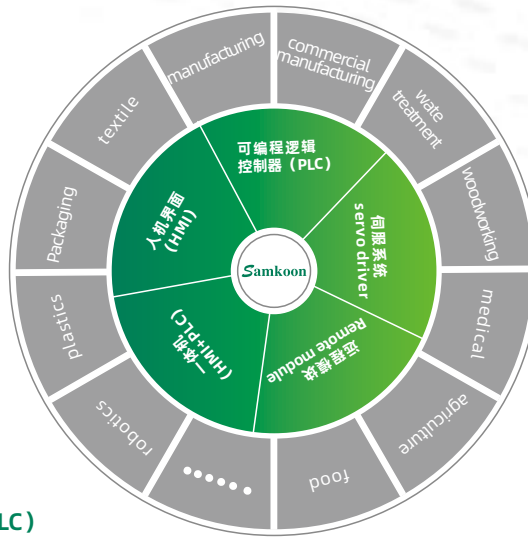 manufacturing
commercial
manufacturing
wate
treatment
woodworking
medical
agriculture
food
••••••
robotics
plastics
Packaging
textile
可编程逻辑
控制器（PLC）
伺服系统
servo driver
远程模块
Remote module
一体机
(HMI+PLC)
人机界面
(HMI)
Samkoon
LC)